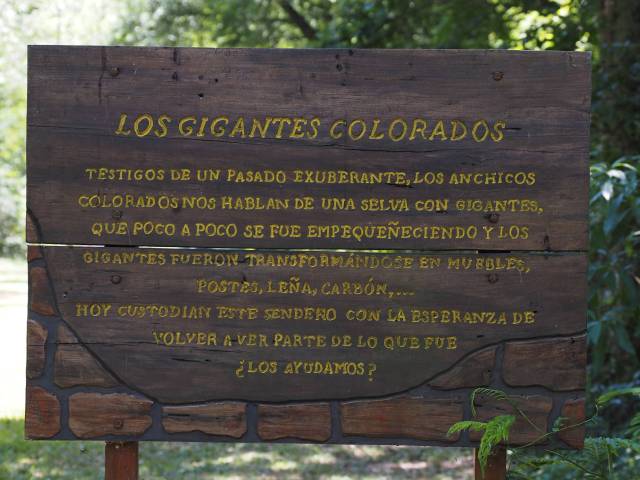 LOS GIGANTES COLORADOS
TESTIGOS DE UN PASADO EXUBERANTE, LOS ANCHICOS
COLORADOS NOS HABLAN DE UNA SELVA CON GIGANTES,
QUE POCO A POCO SE FUE EMPEQUEÑECIENDO Y LOS
GIGANTES FUERON TRANSFORMÁNDOSE EN MUEBLES,
POSTES, LEÑA, CARBÓN,...
HOY CUSTODIAN ESTE SENDERO CON LA ESPERANZA DE
VOLVER A VER PARTE DE LO QUE FUE
¿LOS AYUDAMOS?